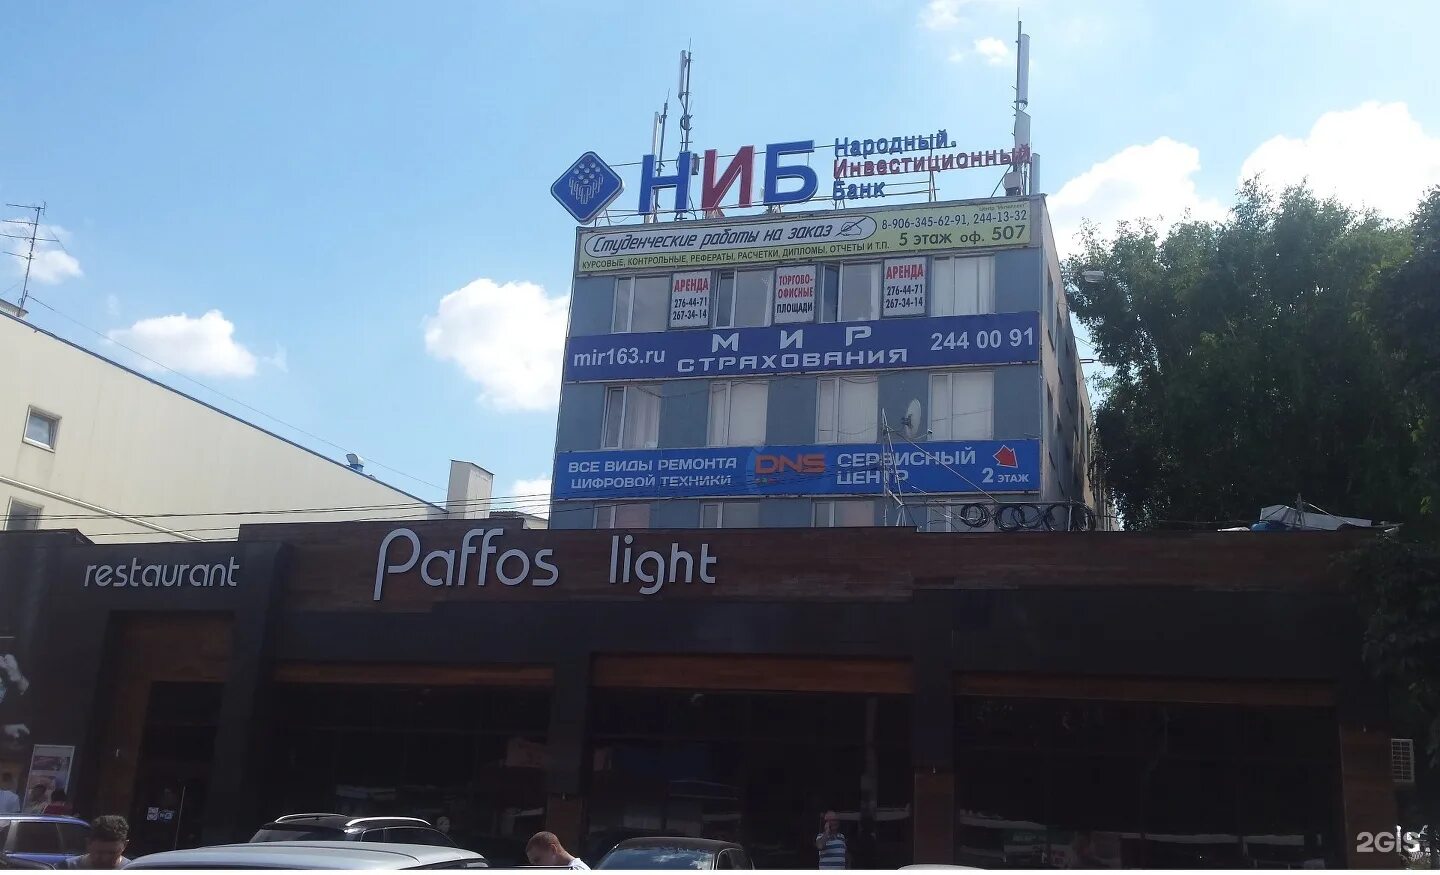 НИБ
Народный
Инвестиционный
Банк
Студенческие работы на заказ
8-906-345-62-91, 244-13-32
КУРСОВЫЕ, КОНТРОЛЬНЫЕ, РЕФЕРАТЫ, РАСЧЕТКИ, ДИПЛОМЫ, ОТЧЕТЫ И Т.П.
5 этаж оф. 507
АРЕНДА
276-44-71
267-34-14
ТОРГОВО-
ОФИСНЫЕ
ПЛОЩАДИ
АРЕНДА
276-44-71
267-34-14
mir163.ru
МИР
СТРАХОВАНИЯ
244 00 91
ВСЕ ВИДЫ РЕМОНТА
ЦИФРОВОЙ ТЕХНИКИ
DNS
СЕРВИСНЫЙ
ЦЕНТР
2 ЭТАЖ
restaurant
Paffos light
2GIS